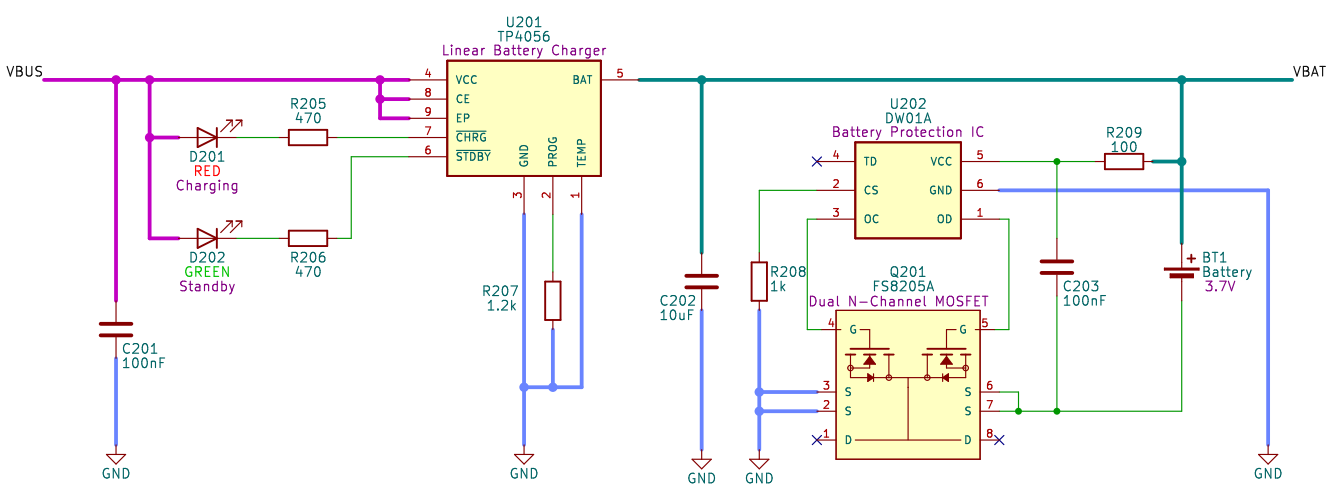 VBUS
U201
TP4056
Linear Battery Charger
4 VCC
8 CE
9 EP
7 CHRG
6 STDBY
BAT 5
GND
PROG
TEMP
3
2
1
VBAT
R205
470
D201
RED
Charging
D202
GREEN
Standby
R206
470
R207
1.2k
C201
100nF
GND
GND
C202
10uF
GND
U202
DW01A
Battery Protection IC
4 TD VCC 5
2 CS GND 6
3 OC OD 1
R209
100
R208
1k
GND
Q201
FS8205A
Dual N-Channel MOSFET
4 G G 5
3 S S 6
2 S S 7
1 D D 8
C203
100nF
+
BT1
Battery
3.7V
GND